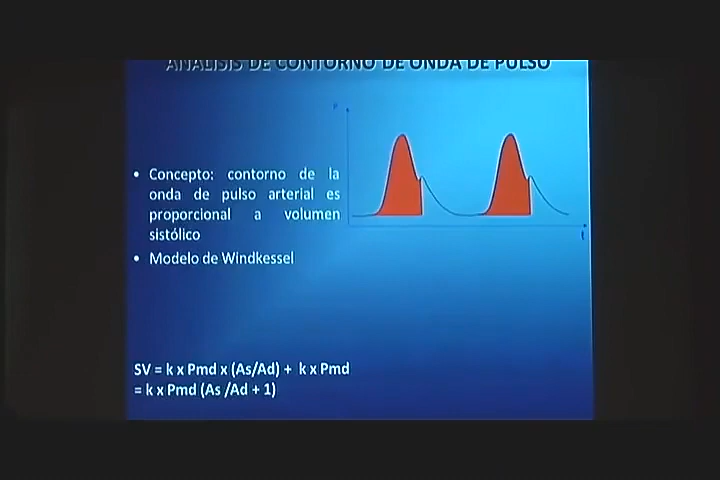 ANALISIS DE CONTORNO DE ONDA DE PULSO
P
• Concepto: contorno de la
onda de pulso arterial es
proporcional a volumen
sistólico
t
• Modelo de Windkessel
SV = k x Pmd x (As/Ad) + k x Pmd
= k x Pmd (As /Ad + 1)